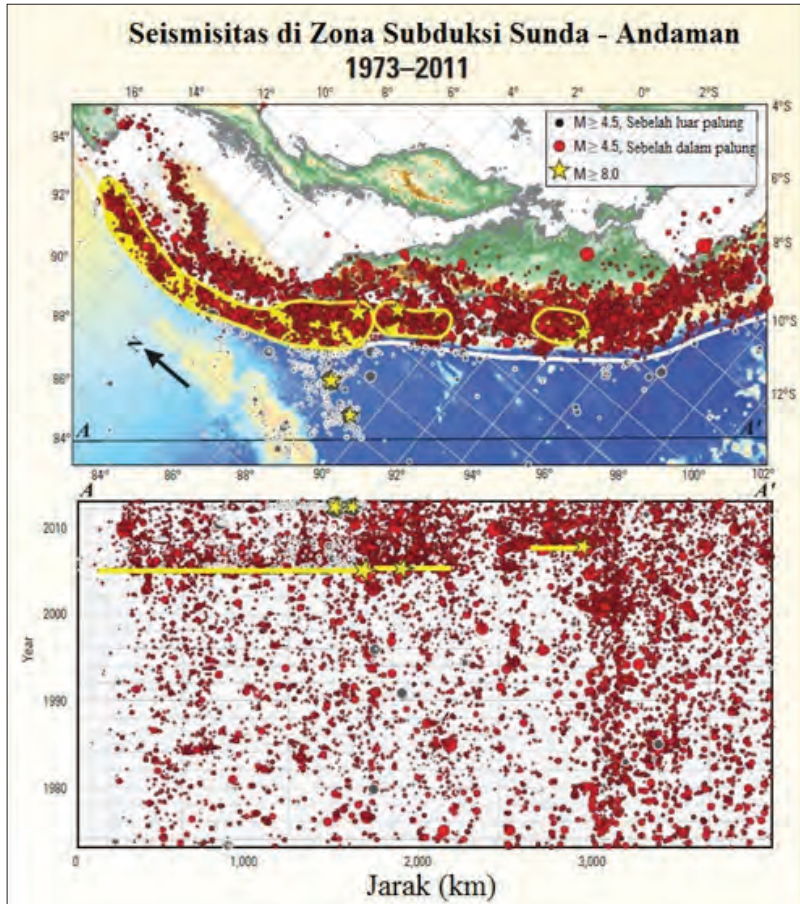 Seismisitas di Zona Subduksi Sunda - Andaman
1973–2011
16° 14° 12° 10° 8° 6° 4° 2° 0° 2°S 4°S
M ≥ 4.5, Sebelah luar palung
M ≥ 4.5, Sebelah dalam palung
M ≥ 8.0
94°
92°
90°
88°
86°
84°
6°S
8°S
10°S
12°S
N
A A'
84° 86° 88° 90° 92° 94° 96° 98° 100° 102°
A A'
2010
2000
1990
1980
Year
0 1,000 2,000 3,000
Jarak (km)